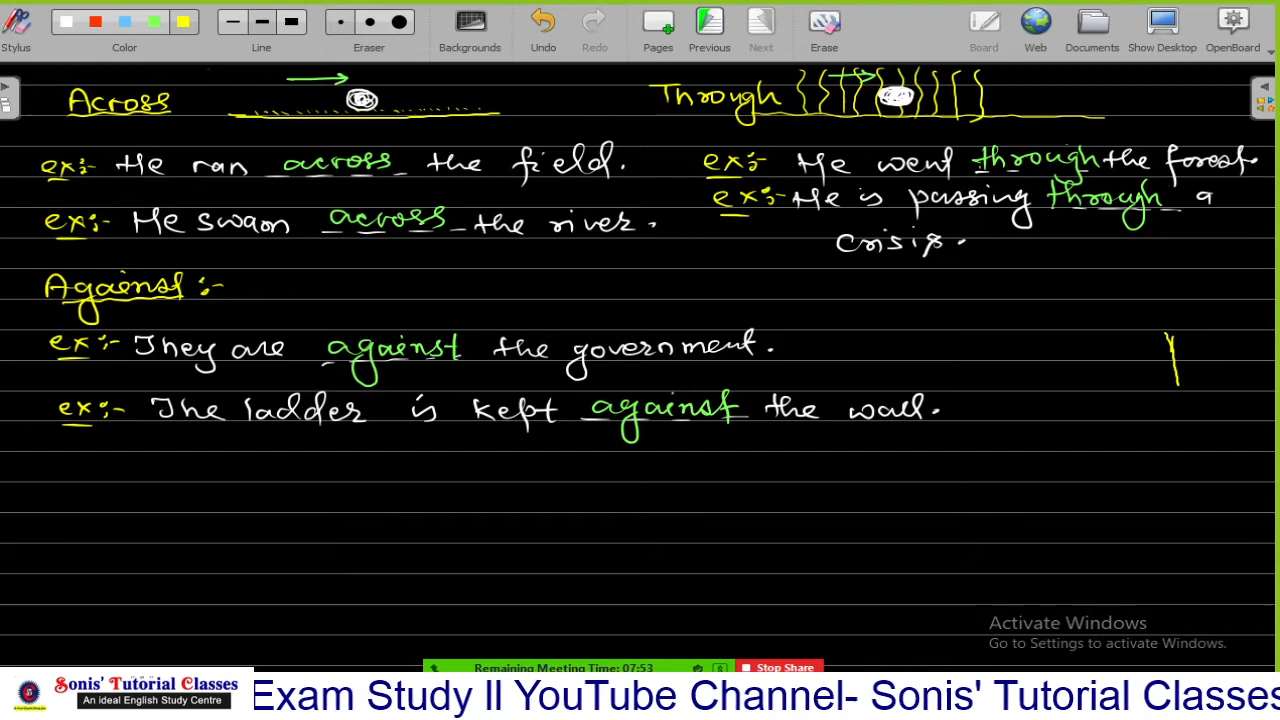 Stylus Color Line Eraser Backgrounds Undo Redo Pages Previous Next Erase Board Web Documents Show Desktop OpenBoard
Across
Through
ex:- He ran across the field.
ex:- He went through the forest.
ex:- He is passing through a
crisis.
ex:- He swam across the river.
Against :-
ex:- They are against the government.
ex:- The ladder is kept against the wall.
Activate Windows
Go to Settings to activate Windows.
Remaining Meeting Time: 07:53 Stop Share
Sonis' Tutorial Classes
An ideal English Study Centre
Exam Study ll YouTube Channel- Sonis' Tutorial Classes